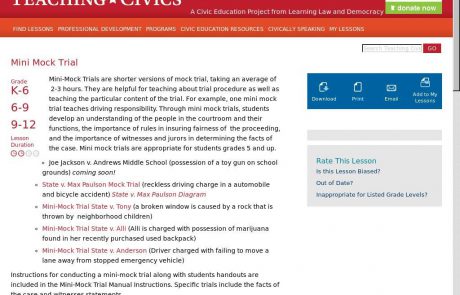 TEACHING CIVICS
A Civic Education Project from Learning Law and Democracy
donate now
FIND LESSONS PROFESSIONAL DEVELOPMENT PROGRAMS CIVIC EDUCATION RESOURCES CIVICALLY SPEAKING MY LESSONS
GO
Mini Mock Trial
Grade
K-6
6-9
9-12
Lesson
Duration
Mini-Mock Trials are shorter versions of mock trial, taking an average of
2-3 hours. They are helpful for teaching about trial procedure as well as
teaching the particular content of the trial. For example, one mini mock
trial teaches driving responsibility. Through mini mock trials, students
develop an understanding of the people in the courtroom and their
functions, the importance of rules in insuring fairness of the proceeding,
and the importance of witnesses and jurors in determining the facts of
the case. Mini mock trials are appropriate for students grades 5 and up.
Joe Jackson v. Andrews Middle School (possession of a toy gun on school
grounds) coming soon!
State v. Max Paulson Mock Trial (reckless driving charge in a automobile
and bicycle accident) State v. Max Paulson Diagram
Mini-Mock Trial State v. Tony (a broken window is caused by a rock that is
thrown by neighborhood children)
Mini-Mock Trial State v. Alli (Alli is charged with possession of marijuana
found in her recently purchased used backpack)
Mini-Mock Trial State v. Anderson (Driver charged with failing to move a
lane away from stopped emergency vehicle)
Instructions for conducting a mini-mock trial along with students handouts are
included in the Mini-Mock Trial Manual Instructions. Specific trials include the facts of
the case and witnesses statements.
Download
Print
Email
Add to My
Lessons
Rate This Lesson
Is this Lesson Biased?
Out of Date?
Inappropriate for Listed Grade Levels?